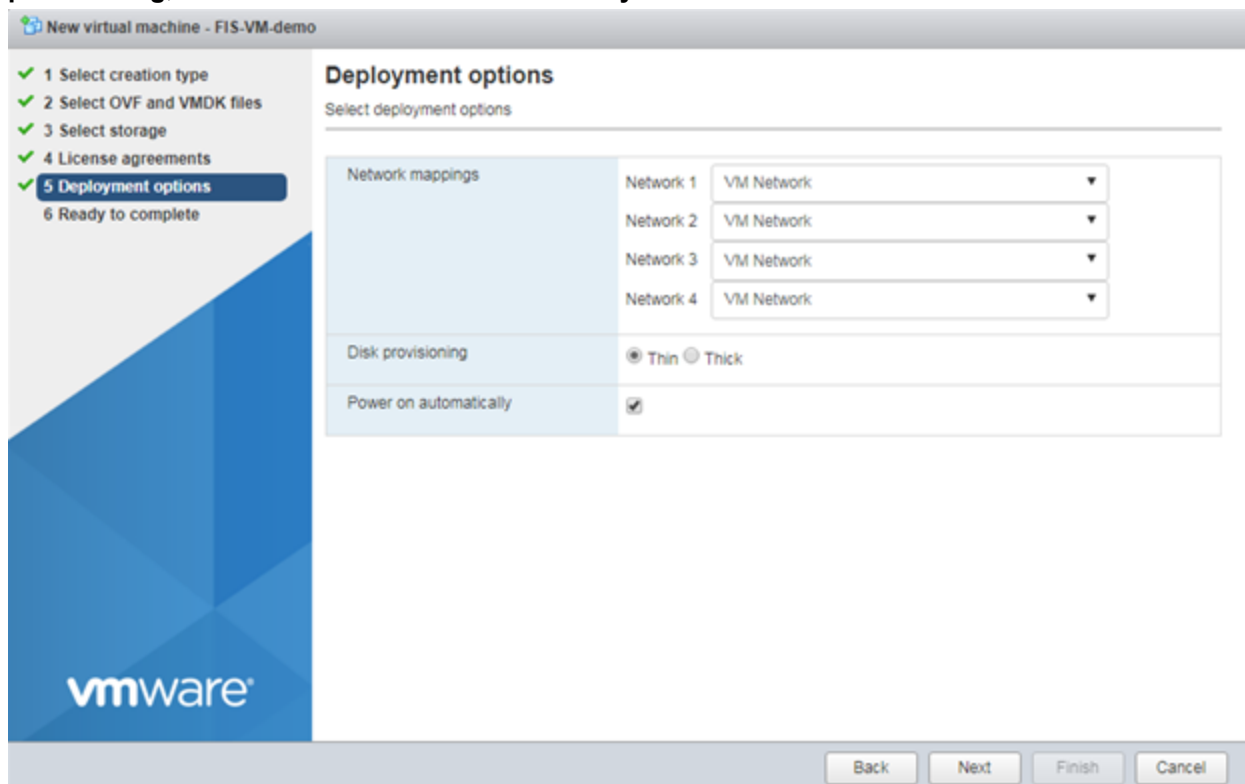 New virtual machine - FIS-VM-demo
1 Select creation type
2 Select OVF and VMDK files
3 Select storage
4 License agreements
5 Deployment options
6 Ready to complete
Deployment options
Select deployment options
Network mappings
Network 1 VM Network
Network 2 VM Network
Network 3 VM Network
Network 4 VM Network
Disk provisioning
Thin Thick
Power on automatically
vmware®
Back Next Finish Cancel